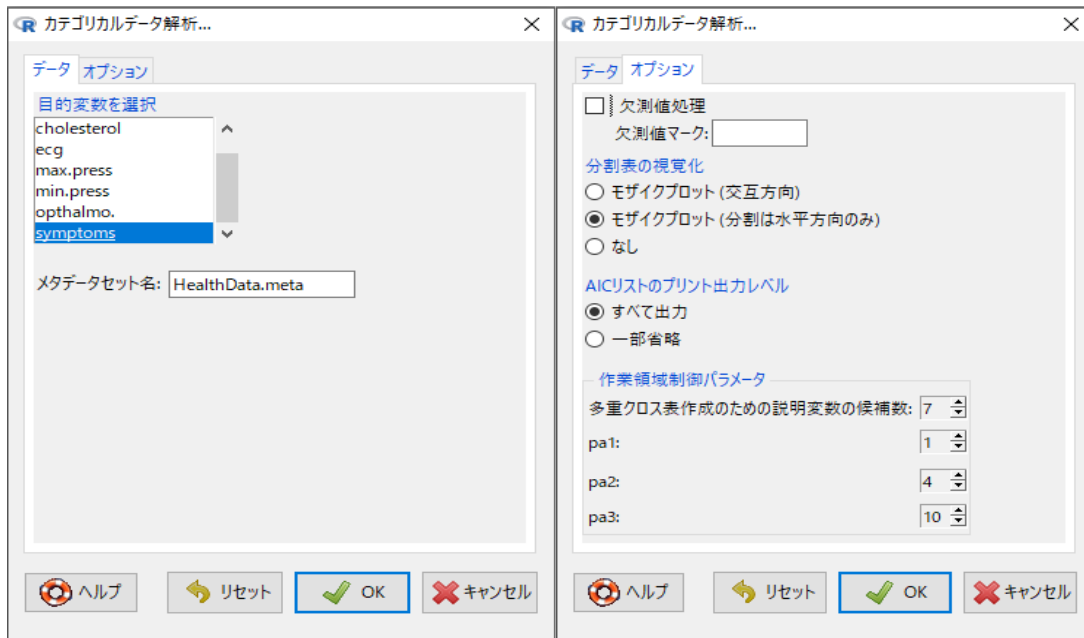 カテゴリカルデータ解析...
データ オプション
目的変数を選択
cholesterol
ecg
max.press
min.press
opthalmo.
symptoms
メタデータセット名: HealthData.meta
ヘルプ リセット OK キャンセル
カテゴリカルデータ解析...
データ オプション
欠測値処理
欠測値マーク:
分割表の視覚化
モザイクプロット (交互方向)
モザイクプロット (分割は水平方向のみ)
なし
AICリストのプリント出力レベル
すべて出力
一部省略
作業領域制御パラメータ
多重クロス表作成のための説明変数の候補数: 7
pa1: 1
pa2: 4
pa3: 10
ヘルプ リセット OK キャンセル